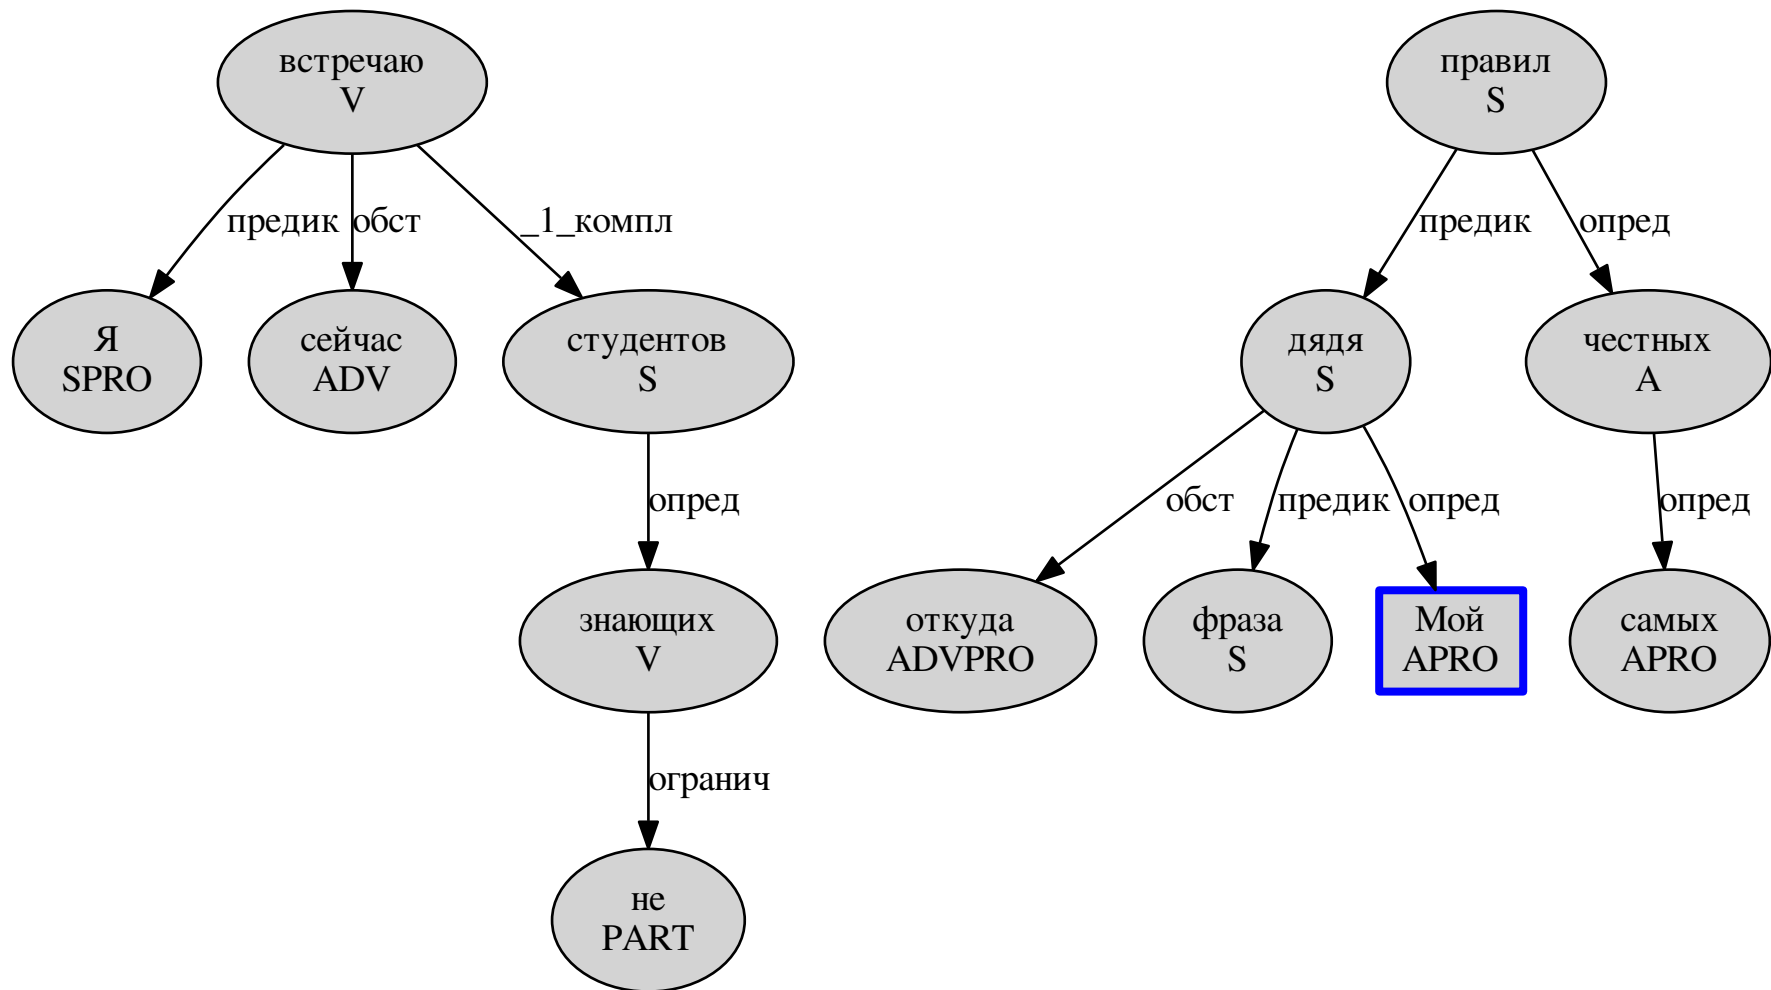 встречаю
V
правил
S
предик
обст
_1_компл
предик
опред
Я
SPRO
сейчас
ADV
студентов
S
дядя
S
честных
A
опред
обст
предик
опред
опред
знающих
V
откуда
ADVPRO
фраза
S
Мой
APRO
самых
APRO
огранич
не
PART